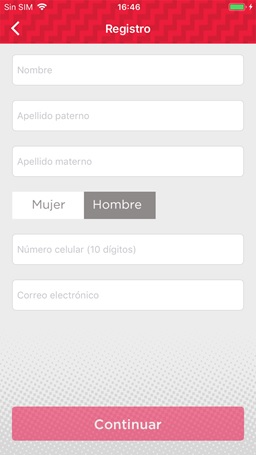 Sin SIM 16:46
Registro
Nombre
Apellido paterno
Apellido materno
Mujer Hombre
Número celular (10 dígitos)
Correo electrónico
Continuar